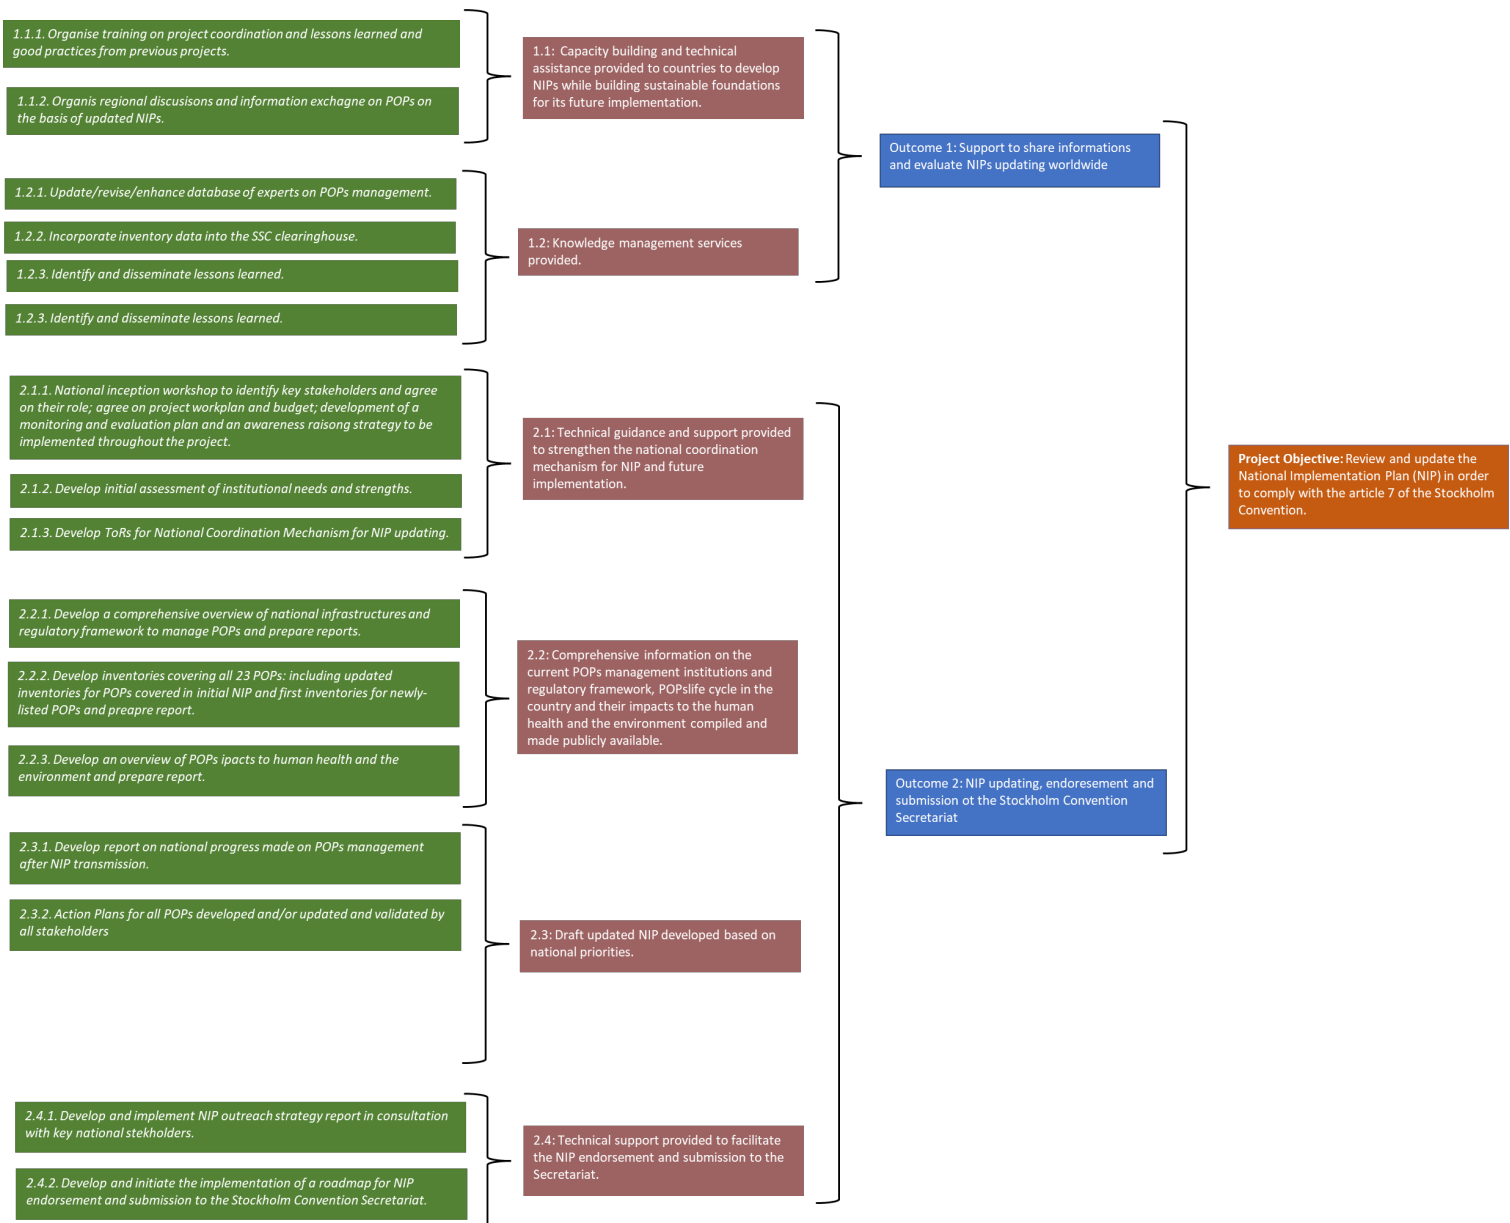 1.1.1. Organise training on project coordination and lessons learned and
good practices from previous projects.
1.1.2. Organis regional discusisons and information exchagne on POPs on
the basis of updated NIPs.
1.1: Capacity building and technical
assistance provided to countries to develop
NIPs while building sustainable foundations
for its future implementation.
1.2.1. Update/revise/enhance database of experts on POPs management.
1.2.2. Incorporate inventory data into the SSC clearinghouse.
1.2.3. Identify and disseminate lessons learned.
1.2.3. Identify and disseminate lessons learned.
1.2: Knowledge management services
provided.
Outcome 1: Support to share informations
and evaluate NIPs updating worldwide
2.1.1. National inception workshop to identify key stakeholders and agree
on their role; agree on project workplan and budget; development of a
monitoring and evaluation plan and an awareness raisong strategy to be
implemented throughout the project.
2.1.2. Develop initial assessment of institutional needs and strengths.
2.1.3. Develop ToRs for National Coordination Mechanism for NIP updating.
2.1: Technical guidance and support provided
to strengthen the national coordination
mechanism for NIP and future
implementation.
2.2.1. Develop a comprehensive overview of national infrastructures and
regulatory framework to manage POPs and prepare reports.
2.2.2. Develop inventories covering all 23 POPs: including updated
inventories for POPs covered in initial NIP and first inventories for newly-
listed POPs and preapre report.
2.2.3. Develop an overview of POPs ipacts to human health and the
environment and prepare report.
2.2: Comprehensive information on the
current POPs management institutions and
regulatory framework, POPslife cycle in the
country and their impacts to the human
health and the environment compiled and
made publicly available.
2.3.1. Develop report on national progress made on POPs management
after NIP transmission.
2.3.2. Action Plans for all POPs developed and/or updated and validated by
all stakeholders
2.3: Draft updated NIP developed based on
national priorities.
2.4.1. Develop and implement NIP outreach strategy report in consultation
with key national stekholders.
2.4.2. Develop and initiate the implementation of a roadmap for NIP
endorsement and submission to the Stockholm Convention Secretariat.
2.4: Technical support provided to facilitate
the NIP endorsement and submission to the
Secretariat.
Outcome 2: NIP updating, endoresement and
submission ot the Stockholm Convention
Secretariat
Project Objective: Review and update the
National Implementation Plan (NIP) in order
to comply with the article 7 of the Stockholm
Convention.